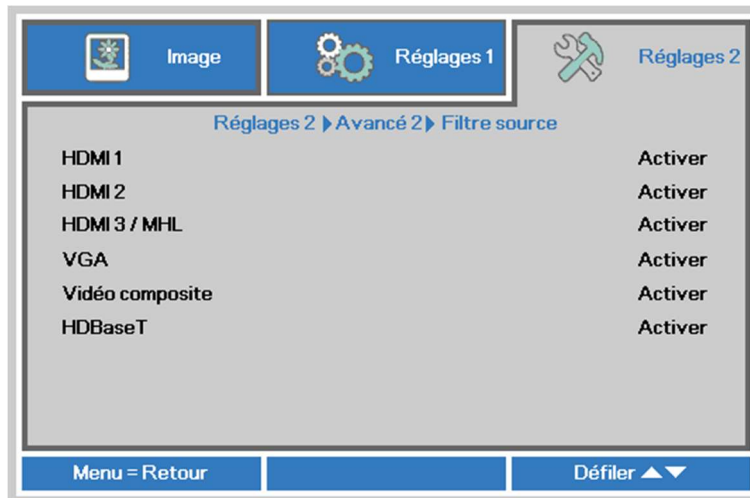 Image Réglages 1 Réglages 2
Réglages 2 ▶ Avancé 2 ▶ Filtre source
HDMI 1 Activer
HDMI 2 Activer
HDMI 3 / MHL Activer
VGA Activer
Vidéo composite Activer
HDBaseT Activer
Menu = Retour Défiler ▲▼